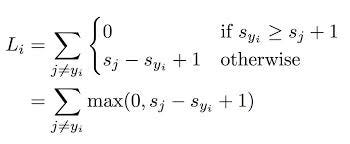 L_i = \sum_{j \neq y_i} \begin{cases} 0 & \text{if } s_{y_i} \geq s_j + 1 \\ s_j - s_{y_i} + 1 & \text{otherwise} \end{cases}
= \sum_{j \neq y_i} \max(0, s_j - s_{y_i} + 1)